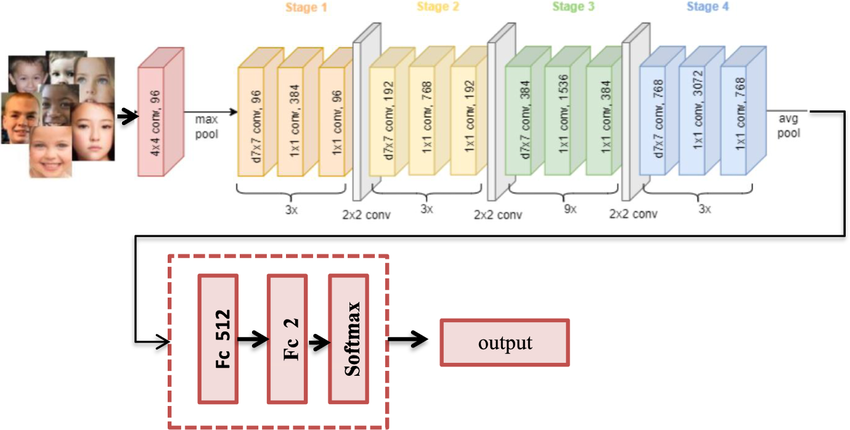 Stage 1
Stage 2
Stage 3
Stage 4
4x4 conv, 96
max
pool
d7x7 conv, 96
1x1 conv, 384
1x1 conv, 96
3x
2x2 conv
d7x7 conv, 192
1x1 conv, 768
1x1 conv, 192
3x
2x2 conv
d7x7 conv, 384
1x1 conv, 1536
1x1 conv, 384
9x
2x2 conv
d7x7 conv, 768
1x1 conv, 3072
1x1 conv, 768
3x
avg
pool
Fc 512
Fc 2
Softmax
output